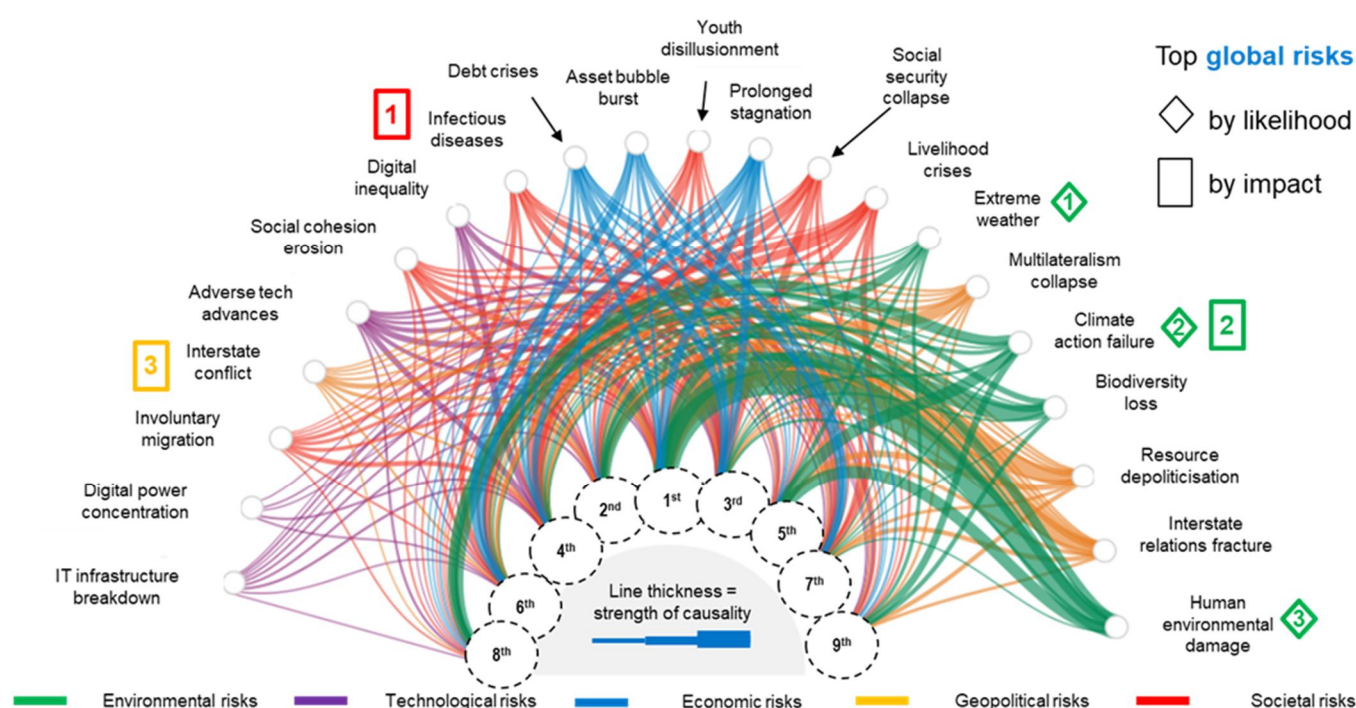 Youth
disillusionment
Top global risks
Social
security
collapse
Debt crises
Asset bubble
burst
Prolonged
stagnation
by likelihood
1
Infectious
diseases
Livelihood
crises
Digital
inequality
by impact
Extreme
weather
1
Social cohesion
erosion
Multilateralism
collapse
Adverse tech
advances
Climate
action failure
2
2
3
Interstate
conflict
Biodiversity
loss
Involuntary
migration
Resource
depoliticisation
Digital power
concentration
Interstate
relations fracture
IT infrastructure
breakdown
Human
environmental
damage
3
1st
2nd
3rd
4th
5th
6th
7th
8th
9th
Line thickness =
strength of causality
Environmental risks
Technological risks
Economic risks
Geopolitical risks
Societal risks